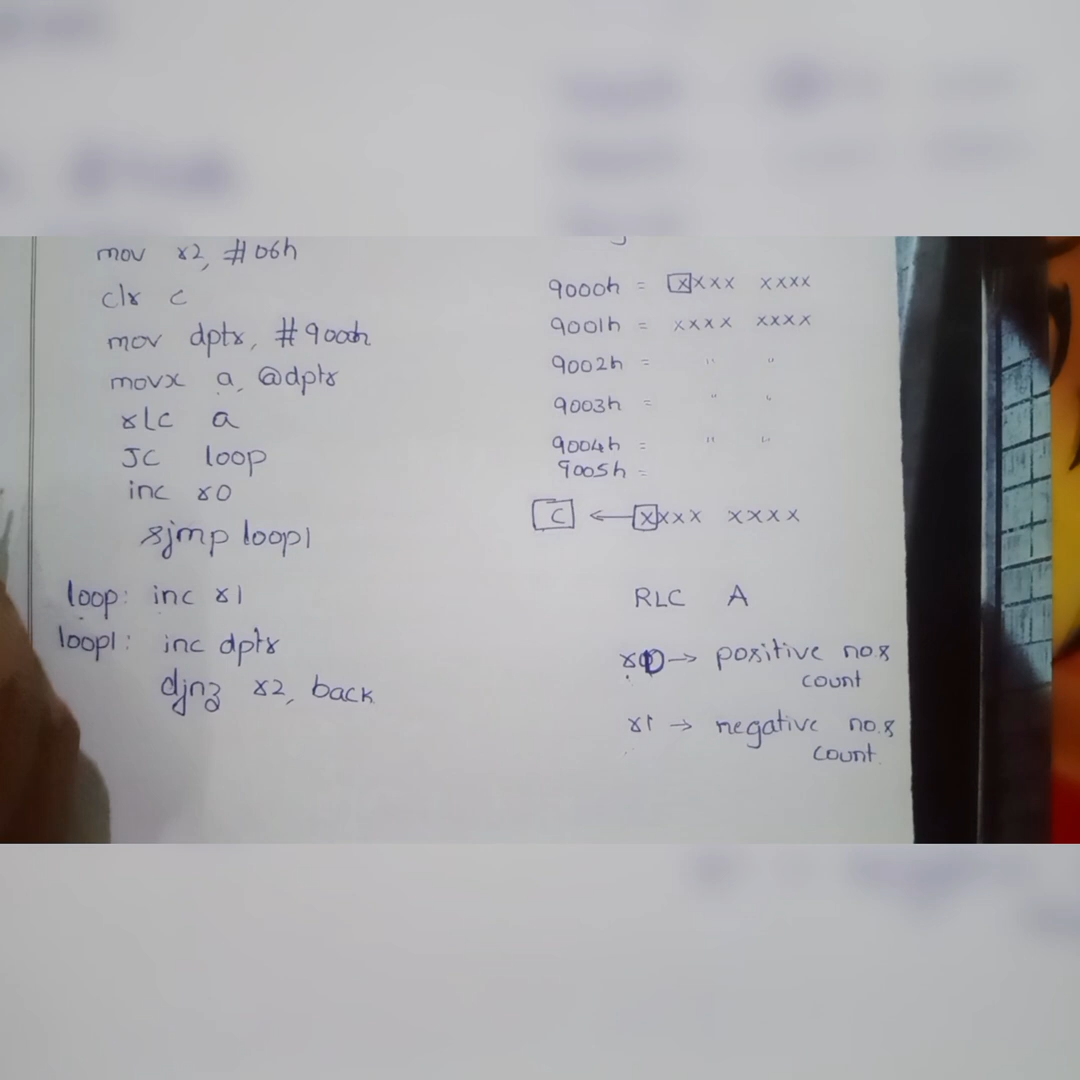 mov r2, #06h
clr c
mov dptr, #9000h
movx a, @dptr
rlc a
JC loop
inc r0
sjmp loop1
loop: inc r1
loop1: inc dptr
djnz r2, back
9000h = xxxx xxxx
9001h = xxxx xxxx
9002h = " "
9003h = " "
9004h = " "
9005h =
C ← xxxx xxxx
RLC A
r0 → positive nos
count
r1 → negative no.s
count.